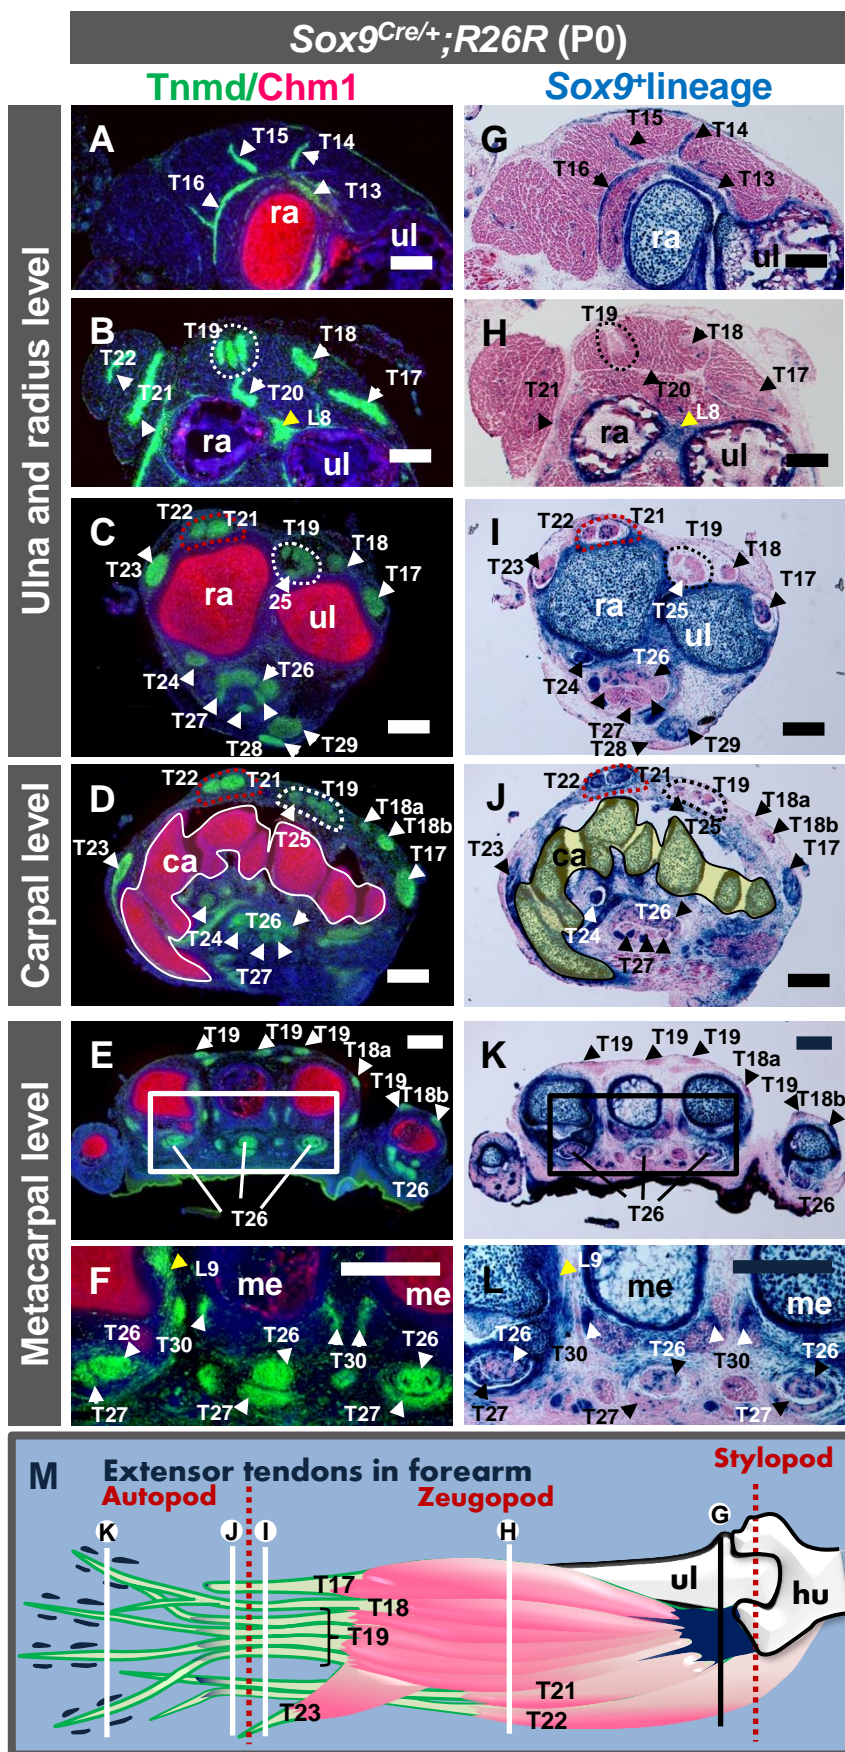 Sox9Cre/+;R26R (P0)
Tnmd/Chm1
Sox9+lineage
Ulna and radius level
A
T15
T14
T16
T13
ra
ul
G
T15
T14
T16
T13
ra
ul
B
T19
T18
T22
T21
T20
T17
L8
ra
ul
H
T19
T18
T21
T20
T17
L8
ra
ul
C
T22
T21
T19
T18
T23
T17
25
ra
ul
T24
T26
T27
T28
T29
I
T22
T21
T19
T18
T23
T17
T25
ra
ul
T26
T24
T27
T28
T29
Carpal level
D
T22
T21
T19
T18a
T18b
T25
T23
T17
ca
T26
T24
T27
J
T22
T21
T19
T18a
T18b
T25
T23
T17
ca
T26
T24
T27
Metacarpal level
E
T19
T19
T19
T18a
T19
T18b
T26
T26
K
T19
T19
T19
T18a
T19
T18b
T26
T26
F
L9
me
me
T26
T30
T26
T30
T26
T27
T27
T27
L
L9
me
me
T26
T30
T26
T30
T26
T27
T27
T27
M
Extensor tendons in forearm
Stylopod
Autopod
Zeugopod
K
J
I
H
G
T17
T18
T19
T21
T22
T23
ul
hu